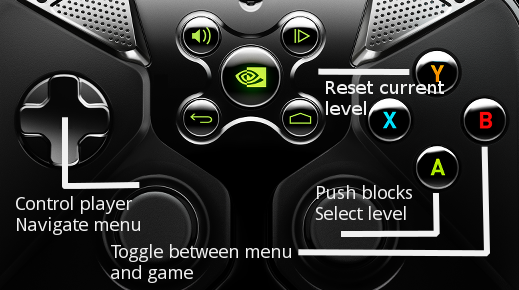 Y
Reset current
level
X
B
A
Control player
Navigate menu
Push blocks
Select level
Toggle between menu
and game